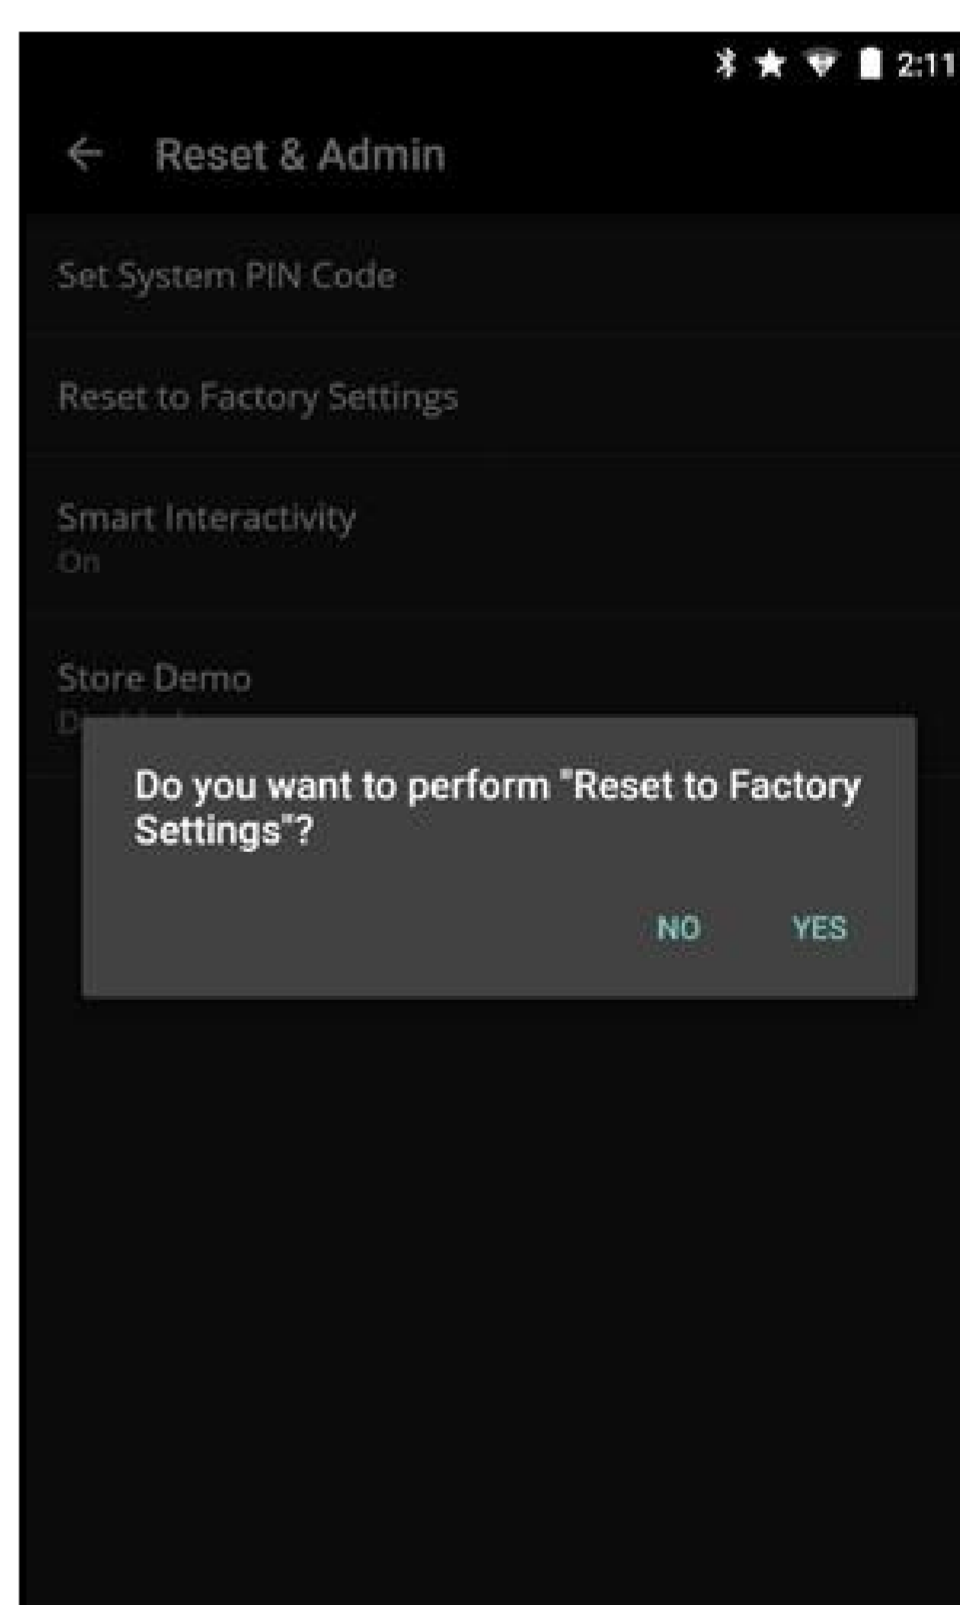 2:11
Reset & Admin
Set System PIN Code
Reset to Factory Settings
Smart Interactivity
On
Store Demo
Do you want to perform "Reset to Factory
Settings"?
NO YES